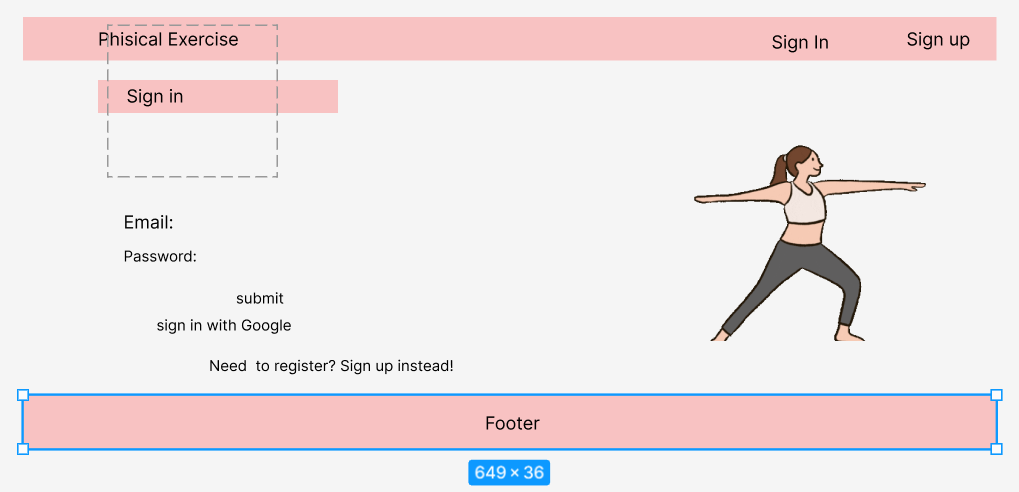 Phisical Exercise
Sign In
Sign up
Sign in
Email:
Password:
submit
sign in with Google
Need  to register? Sign up instead!
Footer
649 × 36